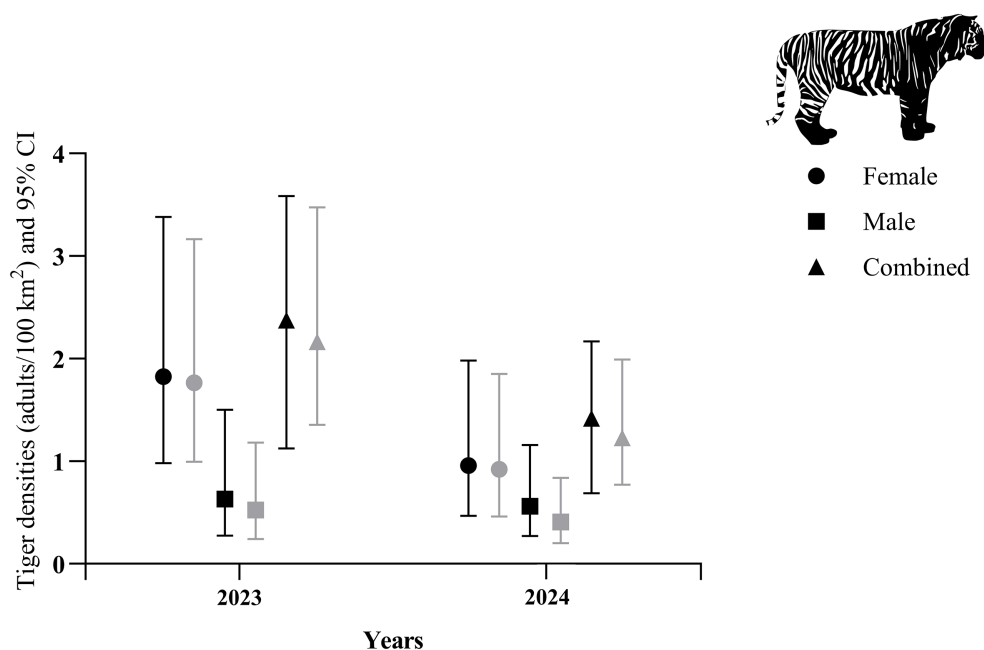 Tiger densities (adults/100 km²) and 95% CI
4
3
2
1
0
2023
2024
Years
Female
Male
Combined